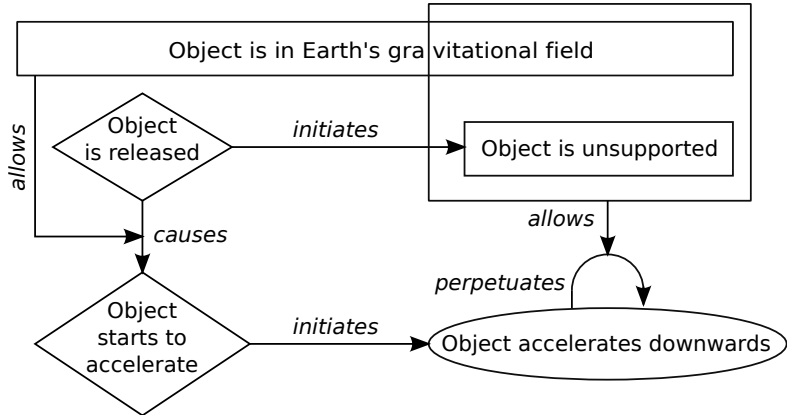 Object is in Earth's gra vitational field
allows
Object
is released
initiates
Object is unsupported
causes
allows
perpetuates
Object
starts to
accelerate
initiates
Object accelerates downwards